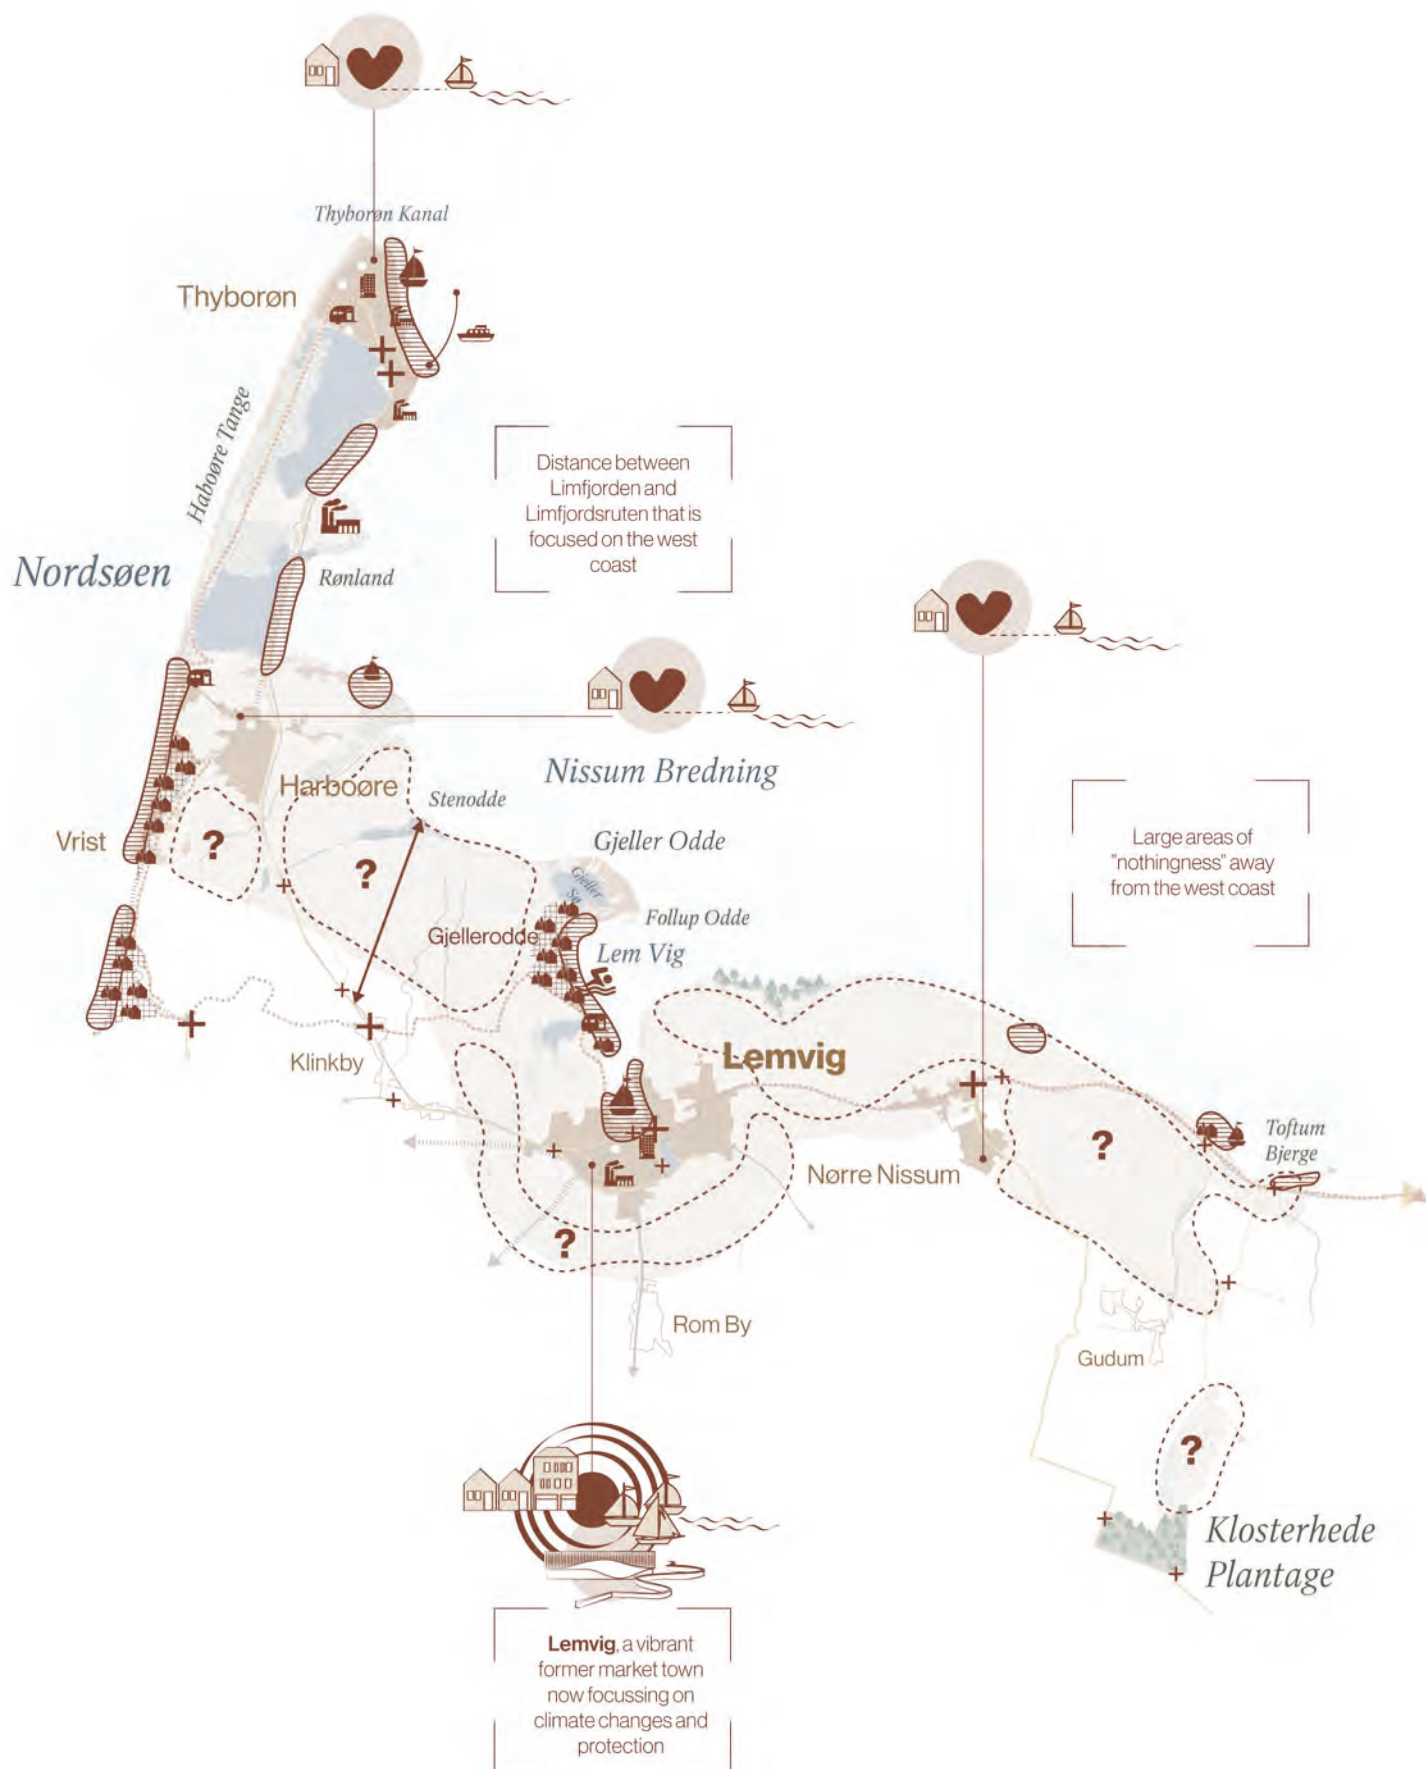 Thyborøn Kanal
Thyborøn
Haboøre Tange
Distance between
Limfjorden and
Limfjordsruten that is
focused on the west
coast
Nordsøen
Rønland
Nissum Bredning
Harboøre
Stenodde
Vrist
?
?
Gjeller Odde
Gjeller
Sø
Follup Odde
Gjellerodde
Lem Vig
Large areas of
"nothingness" away
from the west coast
Klinkby
Lemvig
?
Toftum
Bjerge
Nørre Nissum
?
Rom By
Gudum
?
Klosterhede
Plantage
Lemvig, a vibrant
former market town
now focussing on
climate changes and
protection